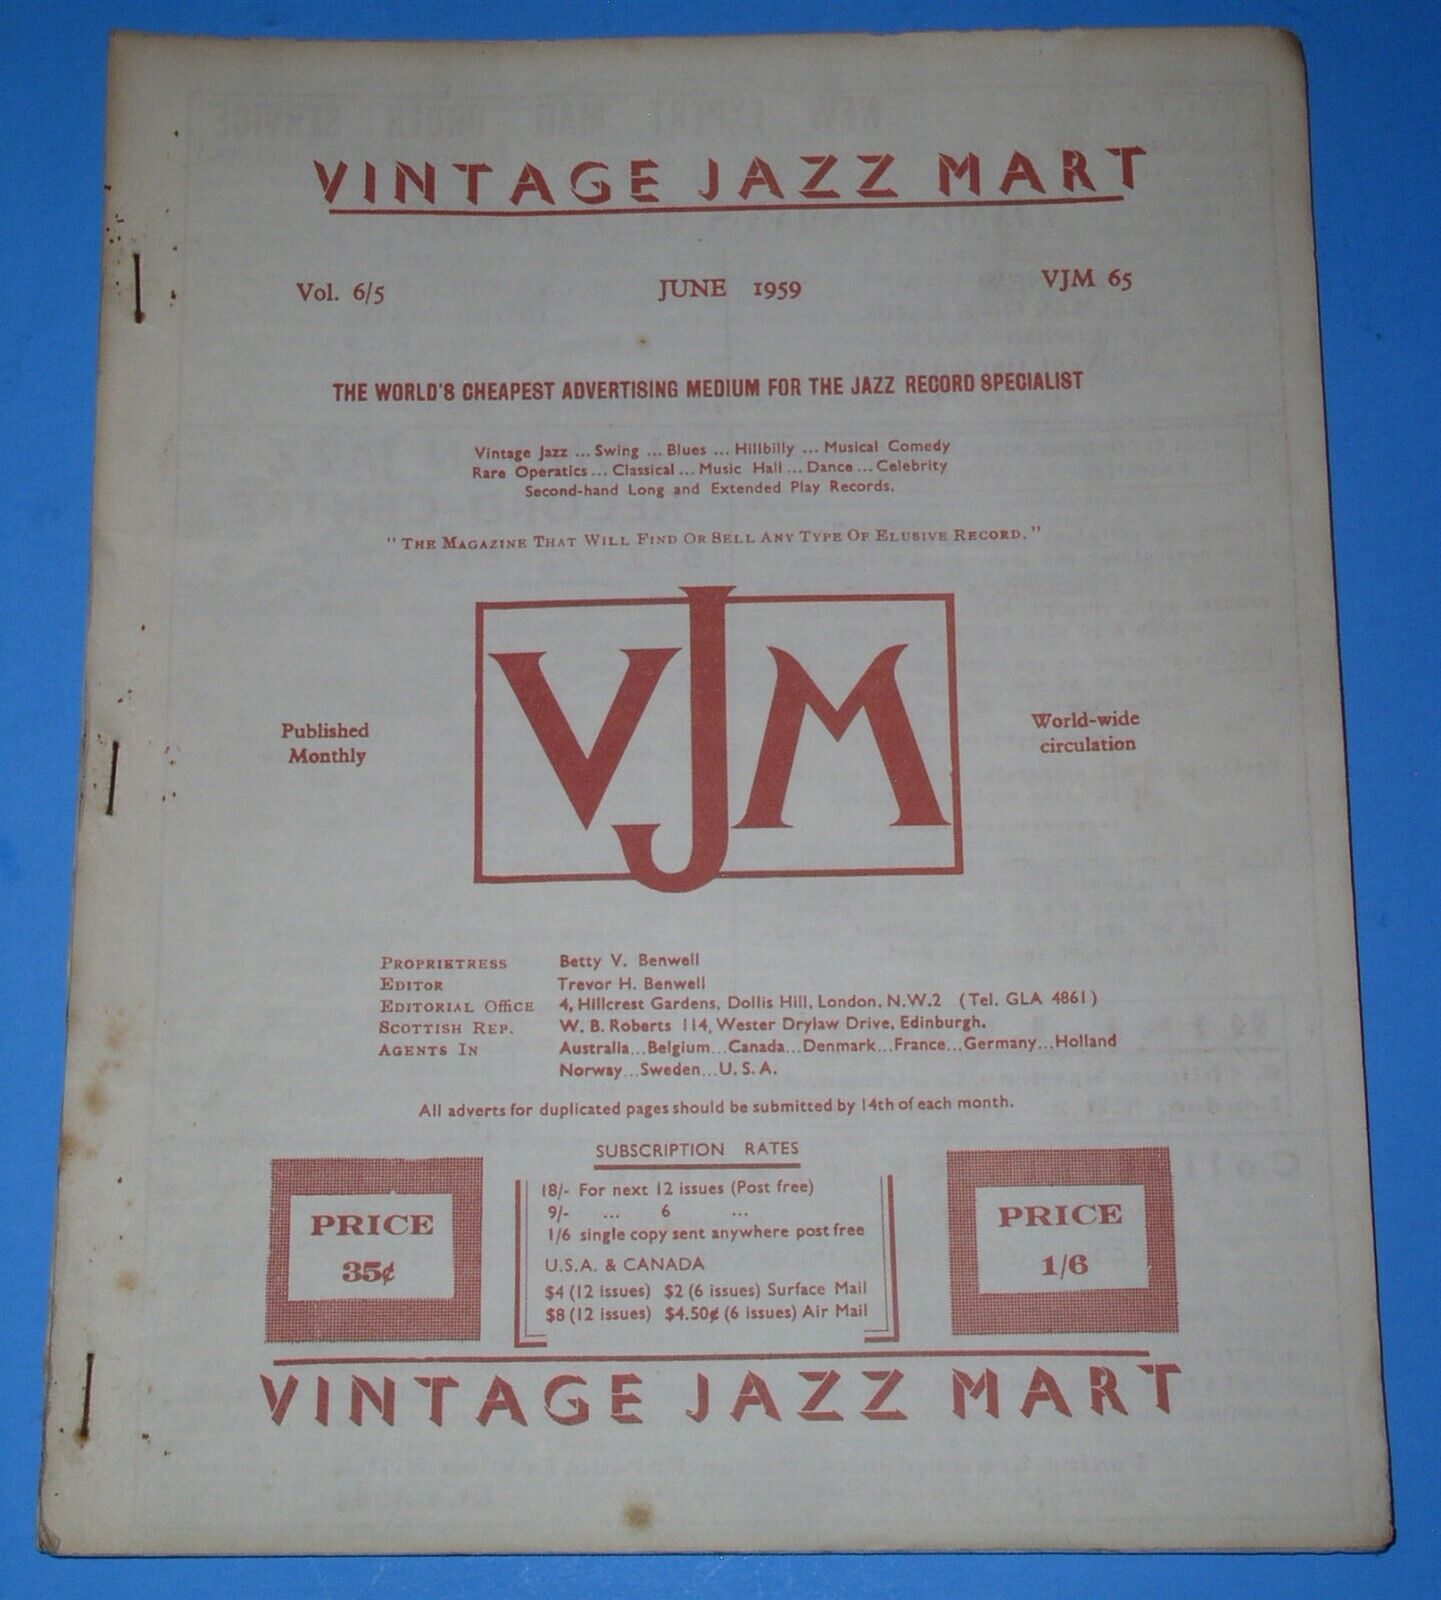 VINTAGE JAZZ MART
Vol. 6/5 JUNE 1959 VJM 65
THE WORLD'S CHEAPEST ADVERTISING MEDIUM FOR THE JAZZ RECORD SPECIALIST
Vintage Jazz ... Swing ... Blues ... Hillbilly ... Musical Comedy
Rare Operatics ... Classical ... Music Hall ... Dance ... Celebrity
Second-hand Long and Extended Play Records.
"THE MAGAZINE THAT WILL FIND OR SELL ANY TYPE OF ELUSIVE RECORD."
VJM
Published
Monthly
World-wide
circulation
PROPRIETRESS Betty V. Benwell
EDITOR Trevor H. Benwell
EDITORIAL OFFICE 4, Hillcrest Gardens, Dollis Hill, London, N.W.2 (Tel. GLA 4861)
SCOTTISH REP. W. B. Roberts 114, Wester Drylaw Drive, Edinburgh.
AGENTS IN Australia...Belgium...Canada...Denmark...France...Germany...Holland
Norway...Sweden...U.S.A.
All adverts for duplicated pages should be submitted by 14th of each month.
SUBSCRIPTION RATES
18/- For next 12 issues (Post free)
9/- ... 6 ...
1/6 single copy sent anywhere post free
U.S.A. & CANADA
$4 (12 issues) $2 (6 issues) Surface Mail
$8 (12 issues) $4.50¢ (6 issues) Air Mail
PRICE
35¢
PRICE
1/6
VINTAGE JAZZ MART